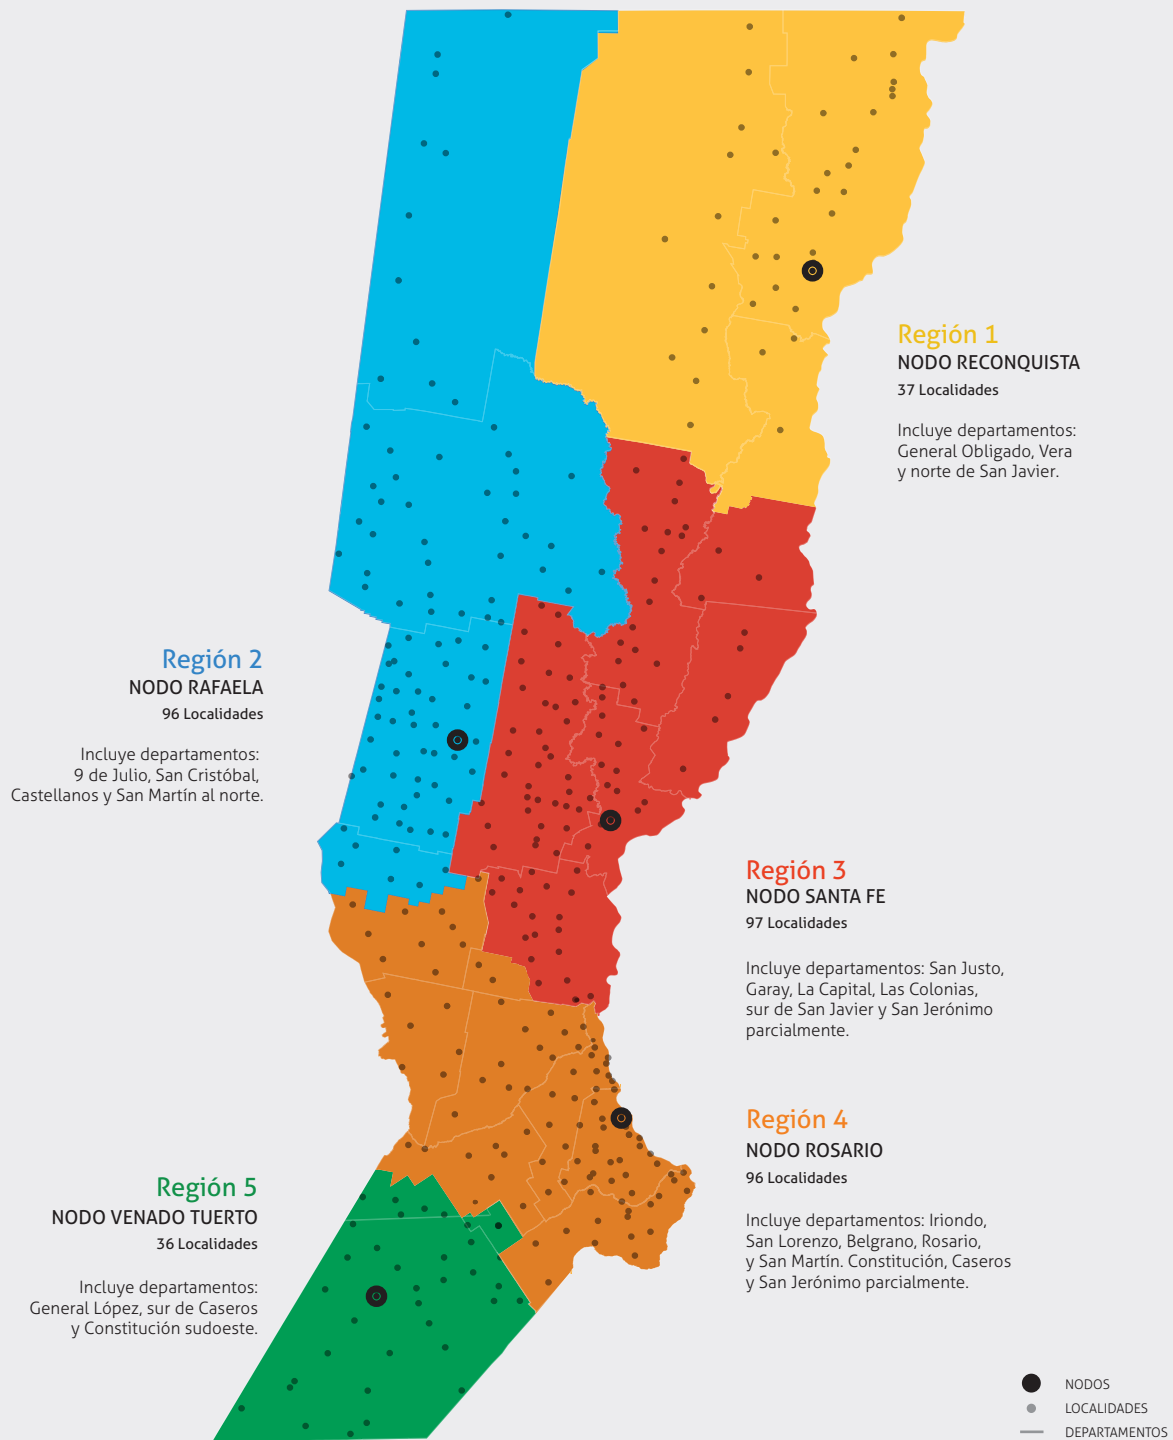 Región 1
NODO RECONQUISTA
37 Localidades
Incluye departamentos:
General Obligado, Vera
y norte de San Javier.
Región 2
NODO RAFAELA
96 Localidades
Incluye departamentos:
9 de Julio, San Cristóbal,
Castellanos y San Martín al norte.
Región 3
NODO SANTA FE
97 Localidades
Incluye departamentos: San Justo,
Garay, La Capital, Las Colonias,
sur de San Javier y San Jerónimo
parcialmente.
Región 4
NODO ROSARIO
96 Localidades
Incluye departamentos: Iriondo,
San Lorenzo, Belgrano, Rosario,
y San Martín. Constitución, Caseros
y San Jerónimo parcialmente.
Región 5
NODO VENADO TUERTO
36 Localidades
Incluye departamentos:
General López, sur de Caseros
y Constitución sudoeste.
NODOS
LOCALIDADES
DEPARTAMENTOS